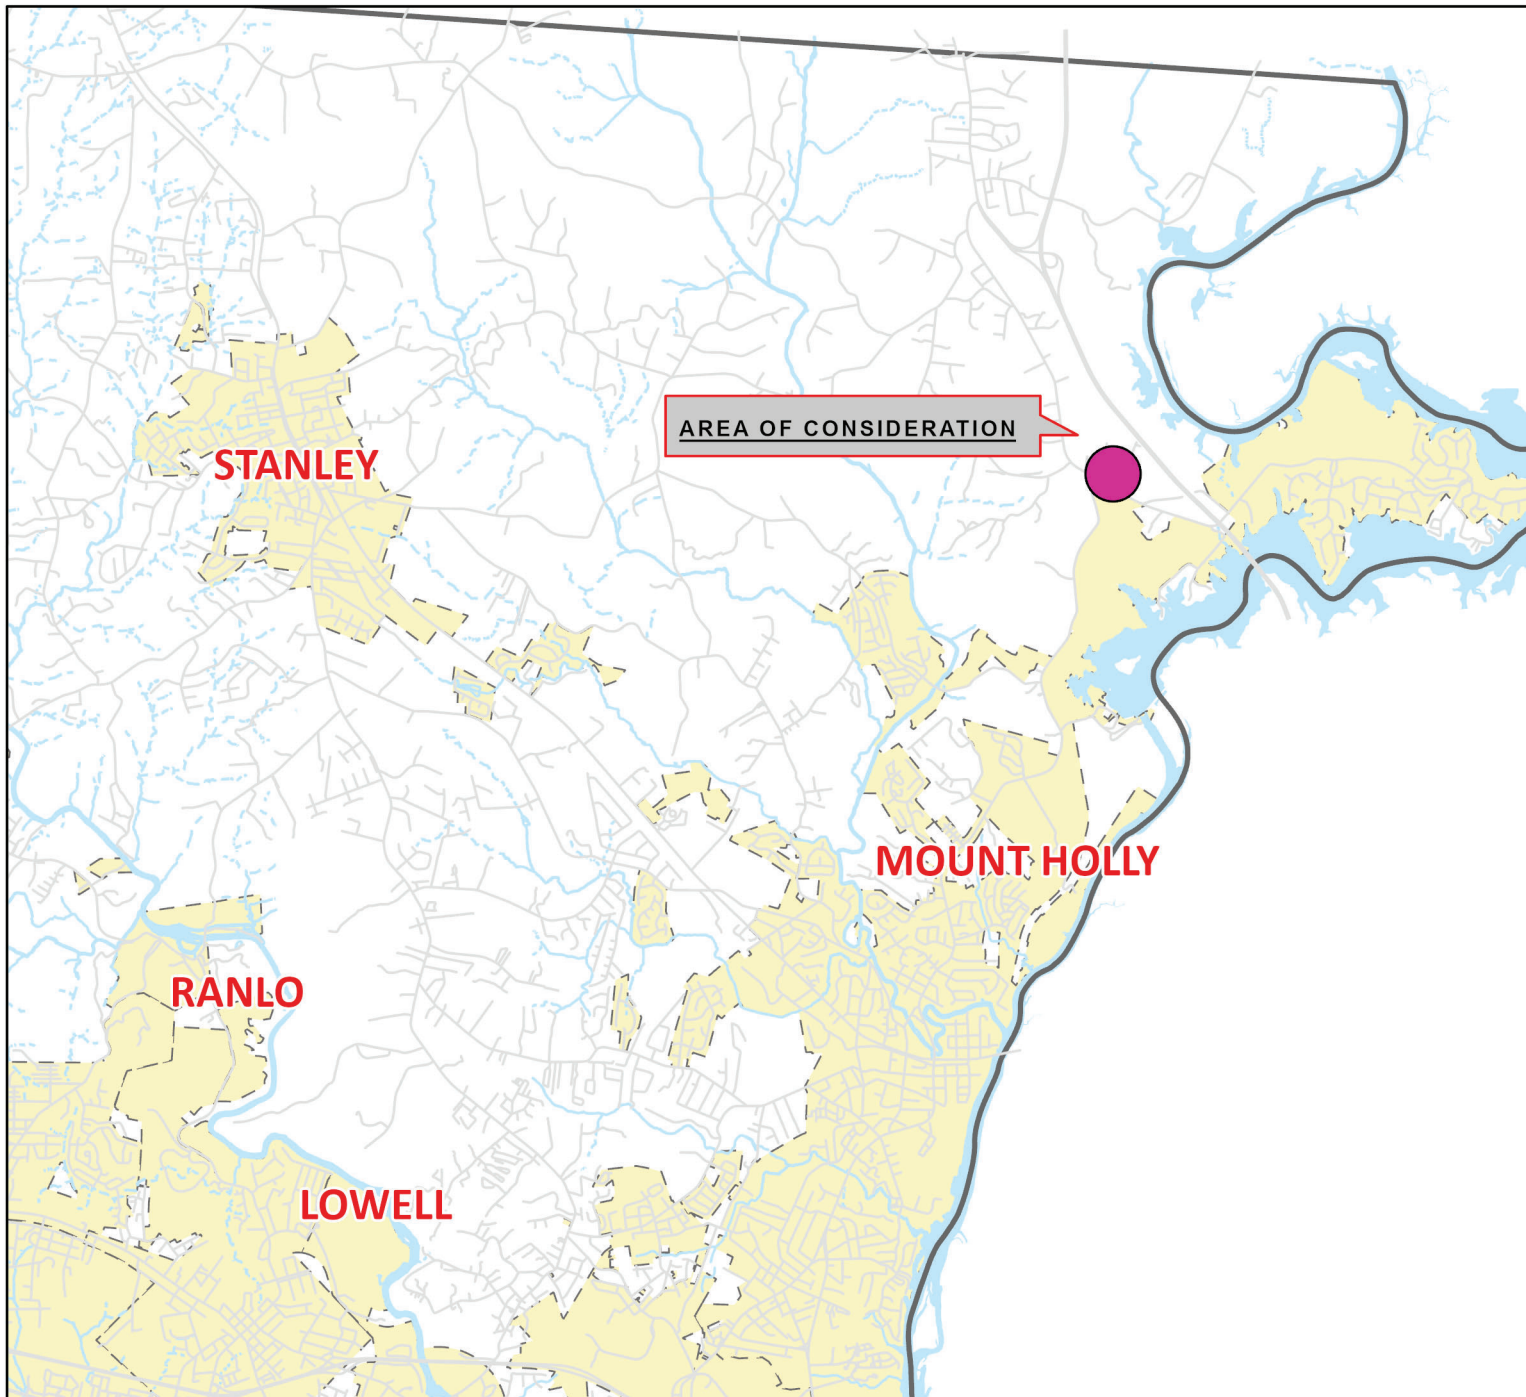 AREA OF CONSIDERATION
STANLEY
MOUNT HOLLY
RANLO
LOWELL